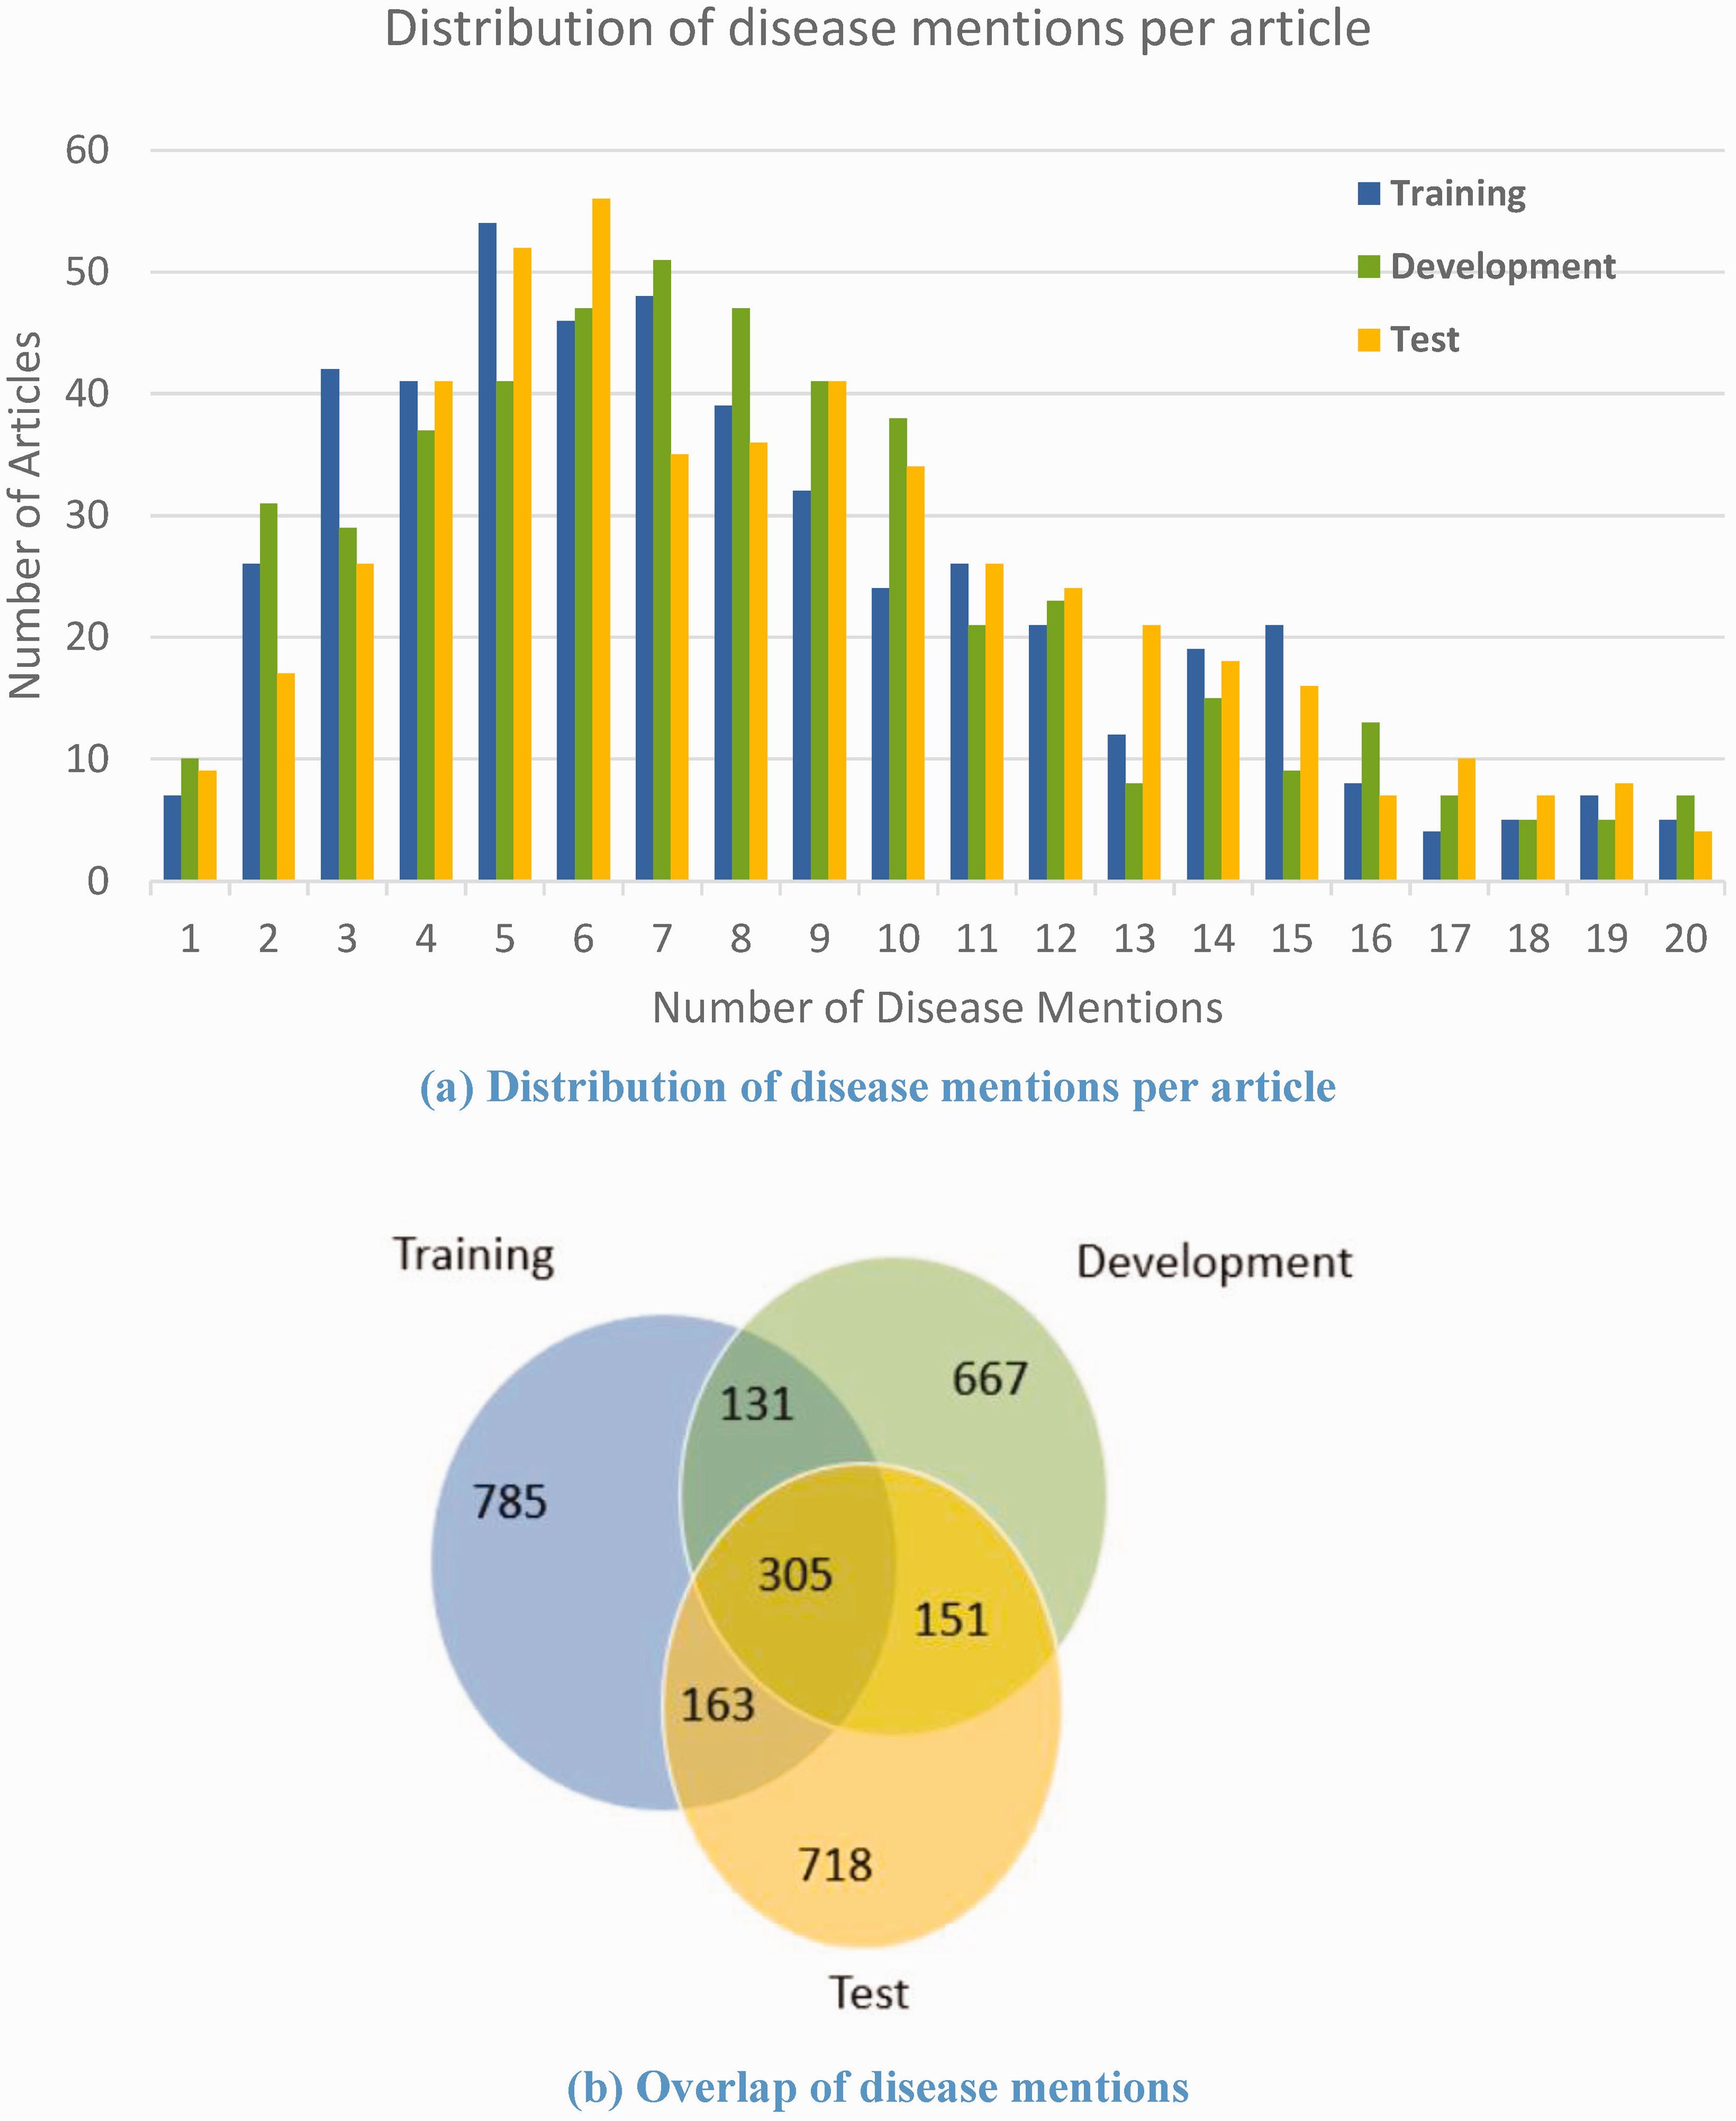 Distribution of disease mentions per article
60
50
40
30
20
10
0
Number of Articles
Training
Development
Test
1 2 3 4 5 6 7 8 9 10 11 12 13 14 15 16 17 18 19 20
Number of Disease Mentions
(a) Distribution of disease mentions per article
Training
Development
667
131
785
305
151
163
718
Test
(b) Overlap of disease mentions